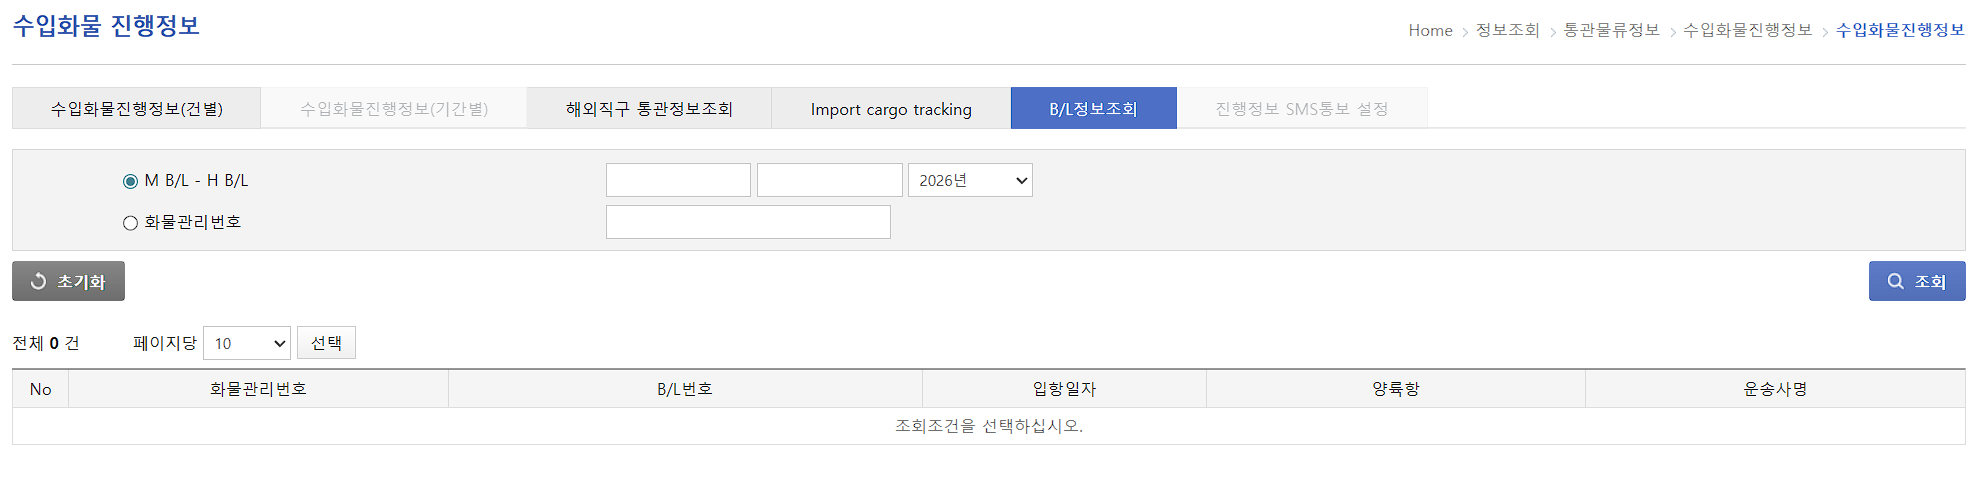 수입화물 진행정보
Home > 정보조회 > 통관물류정보 > 수입화물진행정보 > 수입화물진행정보
수입화물진행정보(건별) 수입화물진행정보(기간별) 해외직구 통관정보조회 Import cargo tracking B/L정보조회 진행정보 SMS통보 설정
M B/L - H B/L 2026년
화물관리번호
초기화 조회
전체 0 건 페이지당 10 선택
No 화물관리번호 B/L번호 입항일자 양륙항 운송사명
조회조건을 선택하십시오.